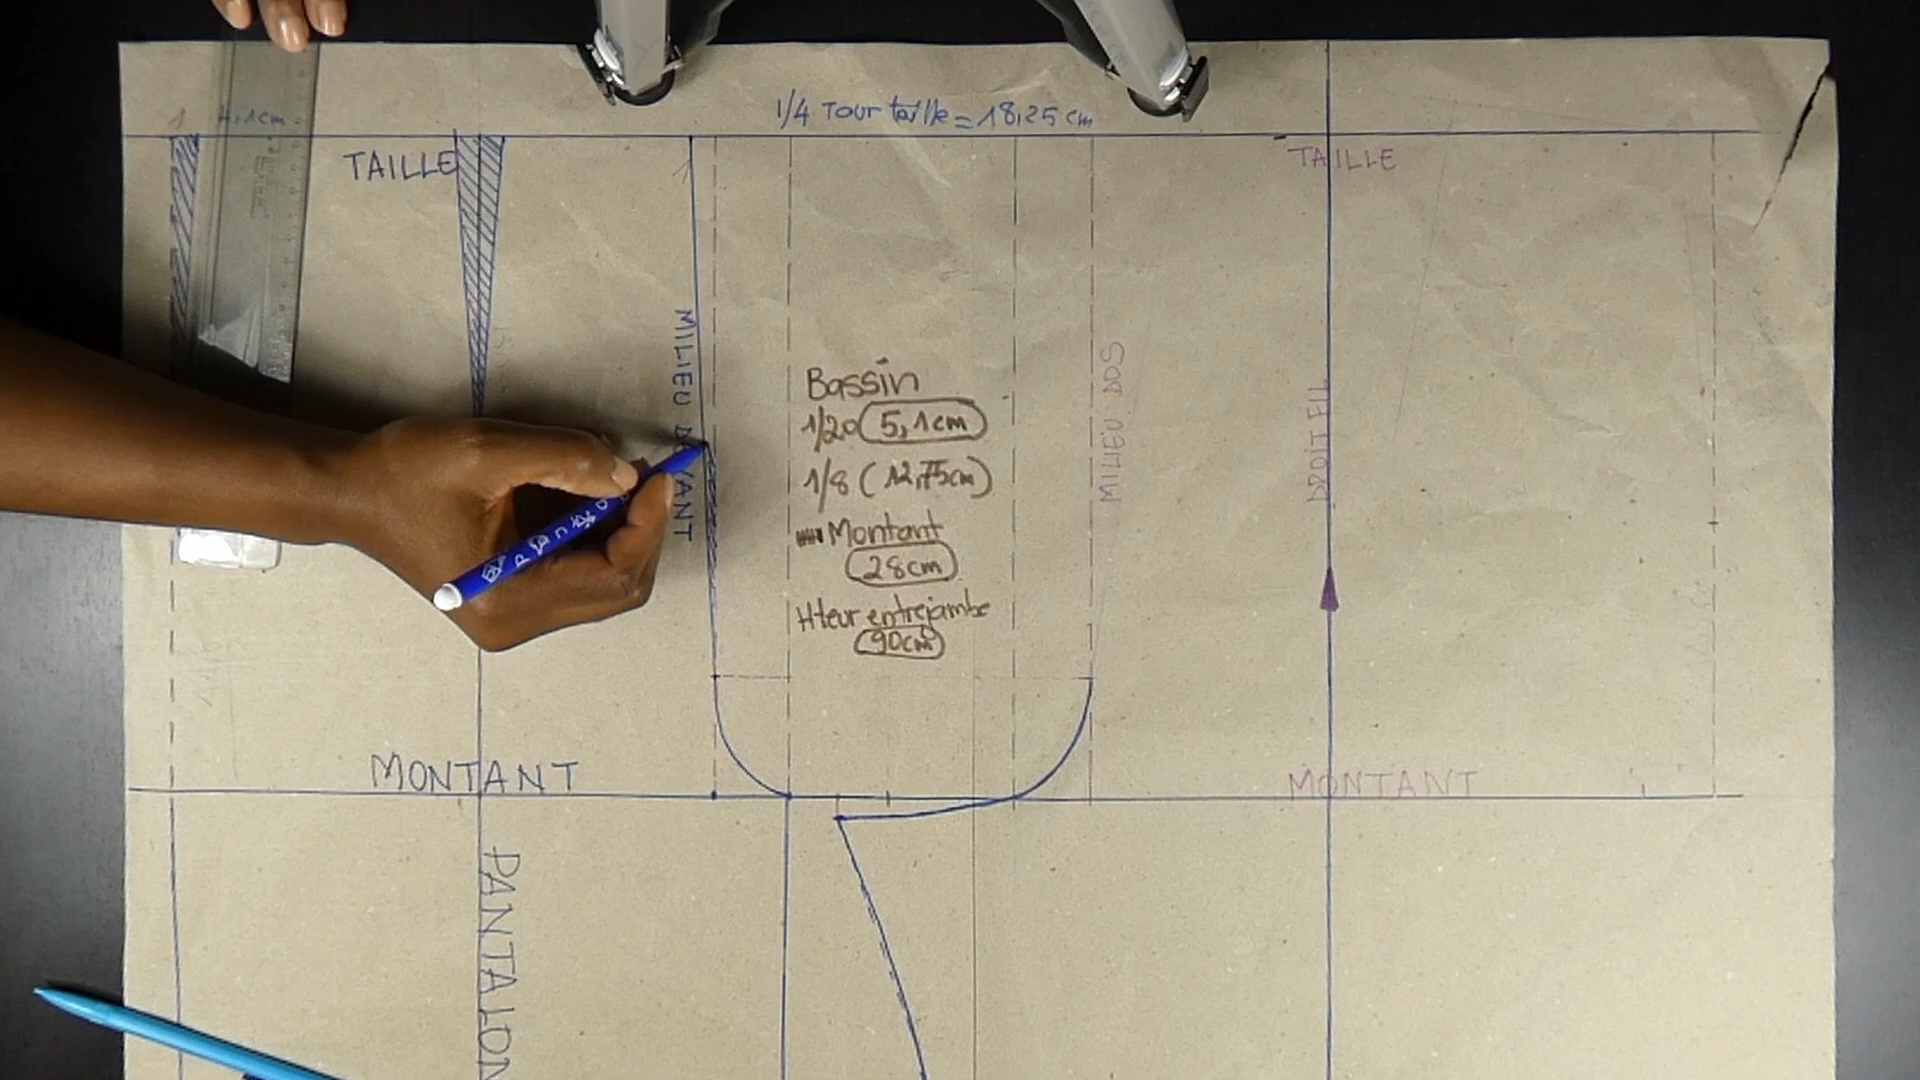 1/4 Tour taille = 18,25 cm
TAILLE
TAILLE
MILIEU DEVANT
Bassin
1/20 5,1cm
1/8 (12,75cm)
Montant
28cm
Hteur entrejambe
90cm
MILIEU DOS
DROIT FIL
MONTANT
MONTANT
PANTALON